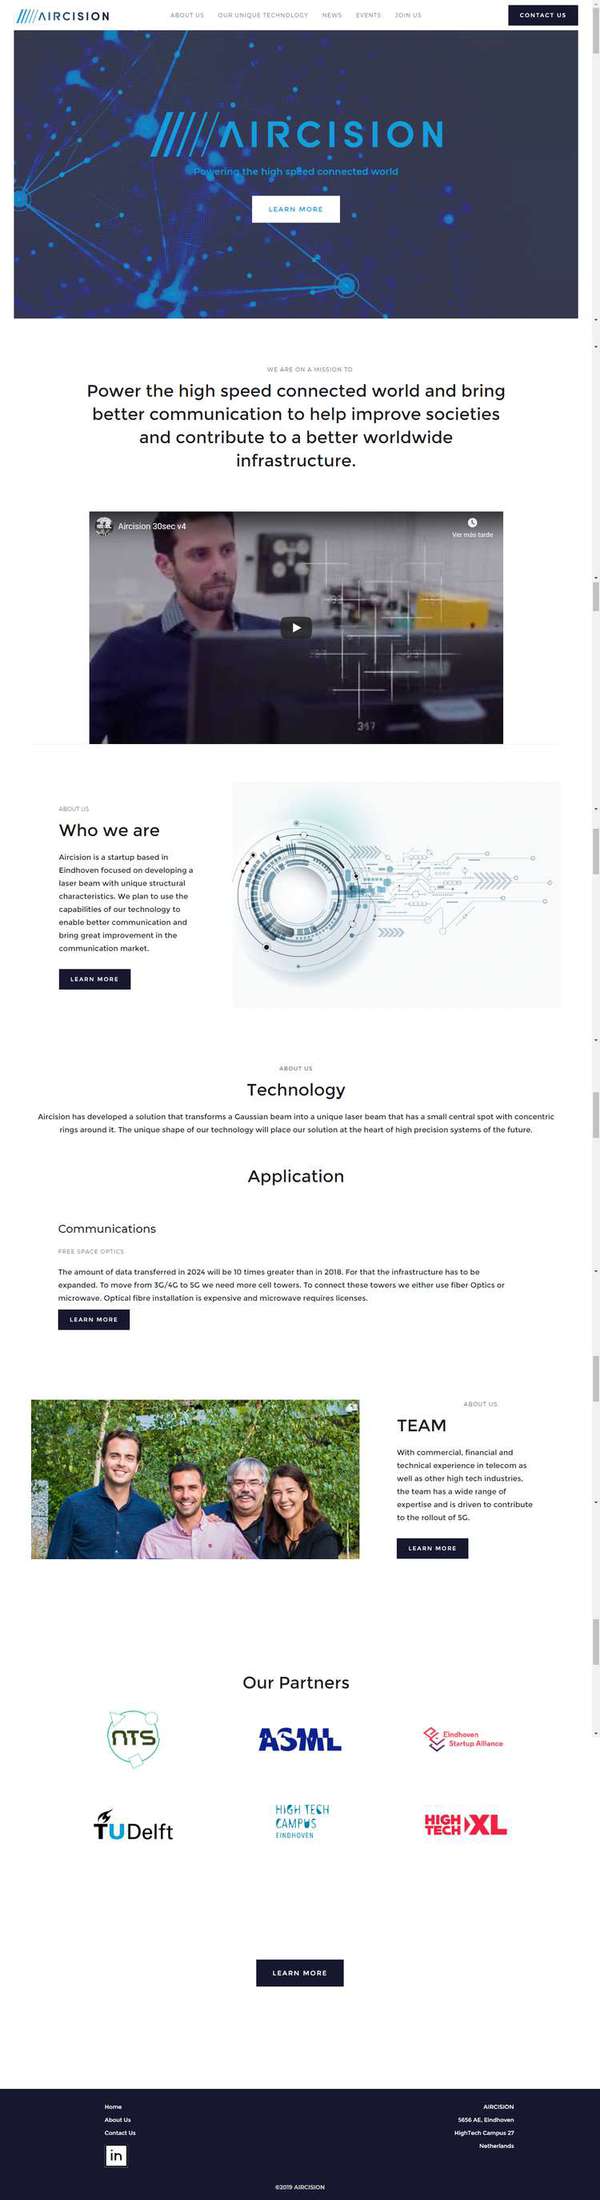 AIRCISION
ABOUT US
OUR UNIQUE TECHNOLOGY
NEWS
EVENTS
JOIN US
CONTACT US
AIRCISION
Powering the high speed connected world
LEARN MORE
WE ARE ON A MISSION TO
Power the high speed connected world and bring
better communication to help improve societies
and contribute to a better worldwide
infrastructure.
Aircision 30sec v4
Ver más tarde
347
ABOUT US
Who we are
Aircision is a startup based in
Eindhoven focused on developing a
laser beam with unique structural
characteristics. We plan to use the
capabilities of our technology to
enable better communication and
bring great improvement in the
communication market.
LEARN MORE
ABOUT US
Technology
Aircision has developed a solution that transforms a Gaussian beam into a unique laser beam that has a small central spot with concentric
rings around it. The unique shape of our technology will place our solution at the heart of high precision systems of the future.
Application
Communications
FREE SPACE OPTICS
The amount of data transferred in 2024 will be 10 times greater than in 2018. For that the infrastructure has to be
expanded. To move from 3G/4G to 5G we need more cell towers. To connect these towers we either use fiber Optics or
microwave. Optical fibre installation is expensive and microwave requires licenses.
LEARN MORE
ABOUT US
TEAM
With commercial, financial and
technical experience in telecom as
well as other high tech industries,
the team has a wide range of
expertise and is driven to contribute
to the rollout of 5G.
LEARN MORE
Our Partners
NTS
ASML
Eindhoven
Startup Alliance
TUDelft
HIGH TECH
CAMPUS
EINDHOVEN
HIGH
TECH XL
LEARN MORE
Home
About Us
Contact Us
in
AIRCISION
5656 AE, Eindhoven
HighTech Campus 27
Netherlands
©2019 AIRCISION